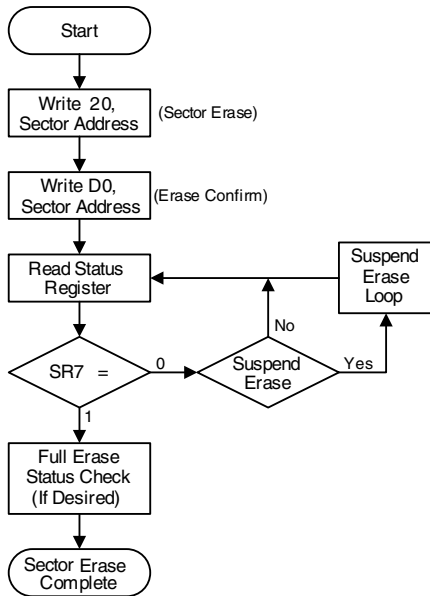 Start
Write 20,
Sector Address
(Sector Erase)
Write D0,
Sector Address
(Erase Confirm)
Read Status
Register
Suspend
Erase
Loop
No
SR7 =
0
Suspend
Erase
Yes
1
Full Erase
Status Check
(If Desired)
Sector Erase
Complete